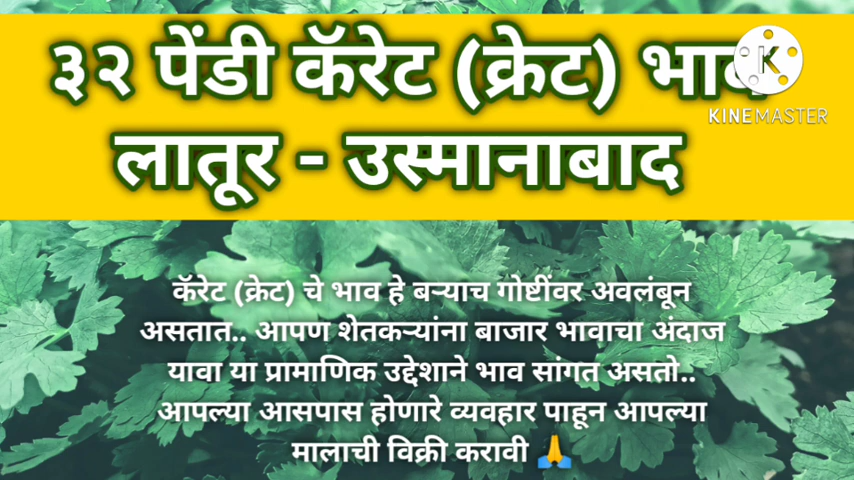 ३२ पेंडी कॅरेट (क्रेट) भाव
KINEMASTER
लातूर - उस्मानाबाद
कॅरेट (क्रेट) चे भाव हे बऱ्याच गोष्टींवर अवलंबून
असतात.. आपण शेतकऱ्यांना बाजार भावाचा अंदाज
यावा या प्रामाणिक उद्देशाने भाव सांगत असतो..
आपल्या आसपास होणारे व्यवहार पाहून आपल्या
मालाची विक्री करावी 🙏